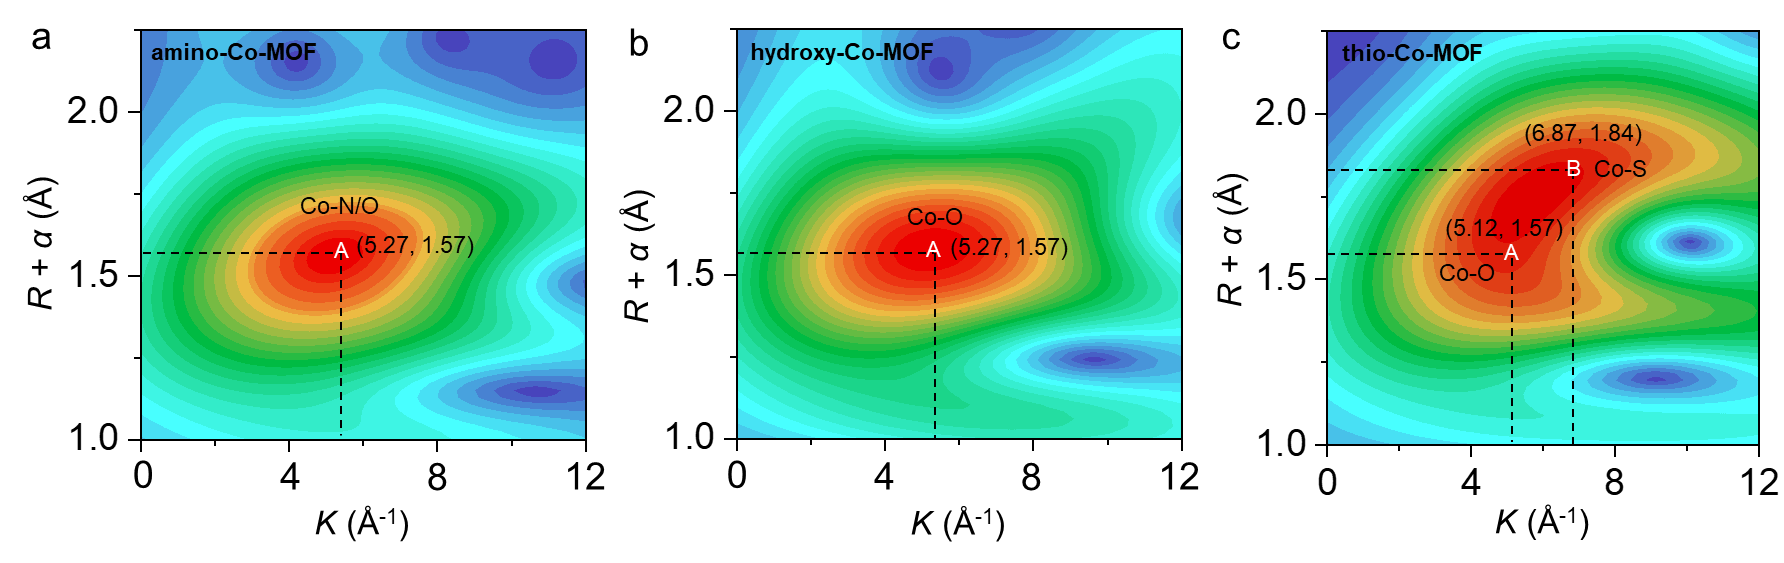 a
amino-Co-MOF
2.0
1.5
1.0
R + α (Å)
Co-N/O
A (5.27, 1.57)
0 4 8 12
K (Å-1)
b
hydroxy-Co-MOF
2.0
1.5
1.0
R + α (Å)
Co-O
A (5.27, 1.57)
0 4 8 12
K (Å-1)
c
thio-Co-MOF
2.0
1.5
1.0
R + α (Å)
(6.87, 1.84)
B Co-S
(5.12, 1.57)
A
Co-O
0 4 8 12
K (Å-1)